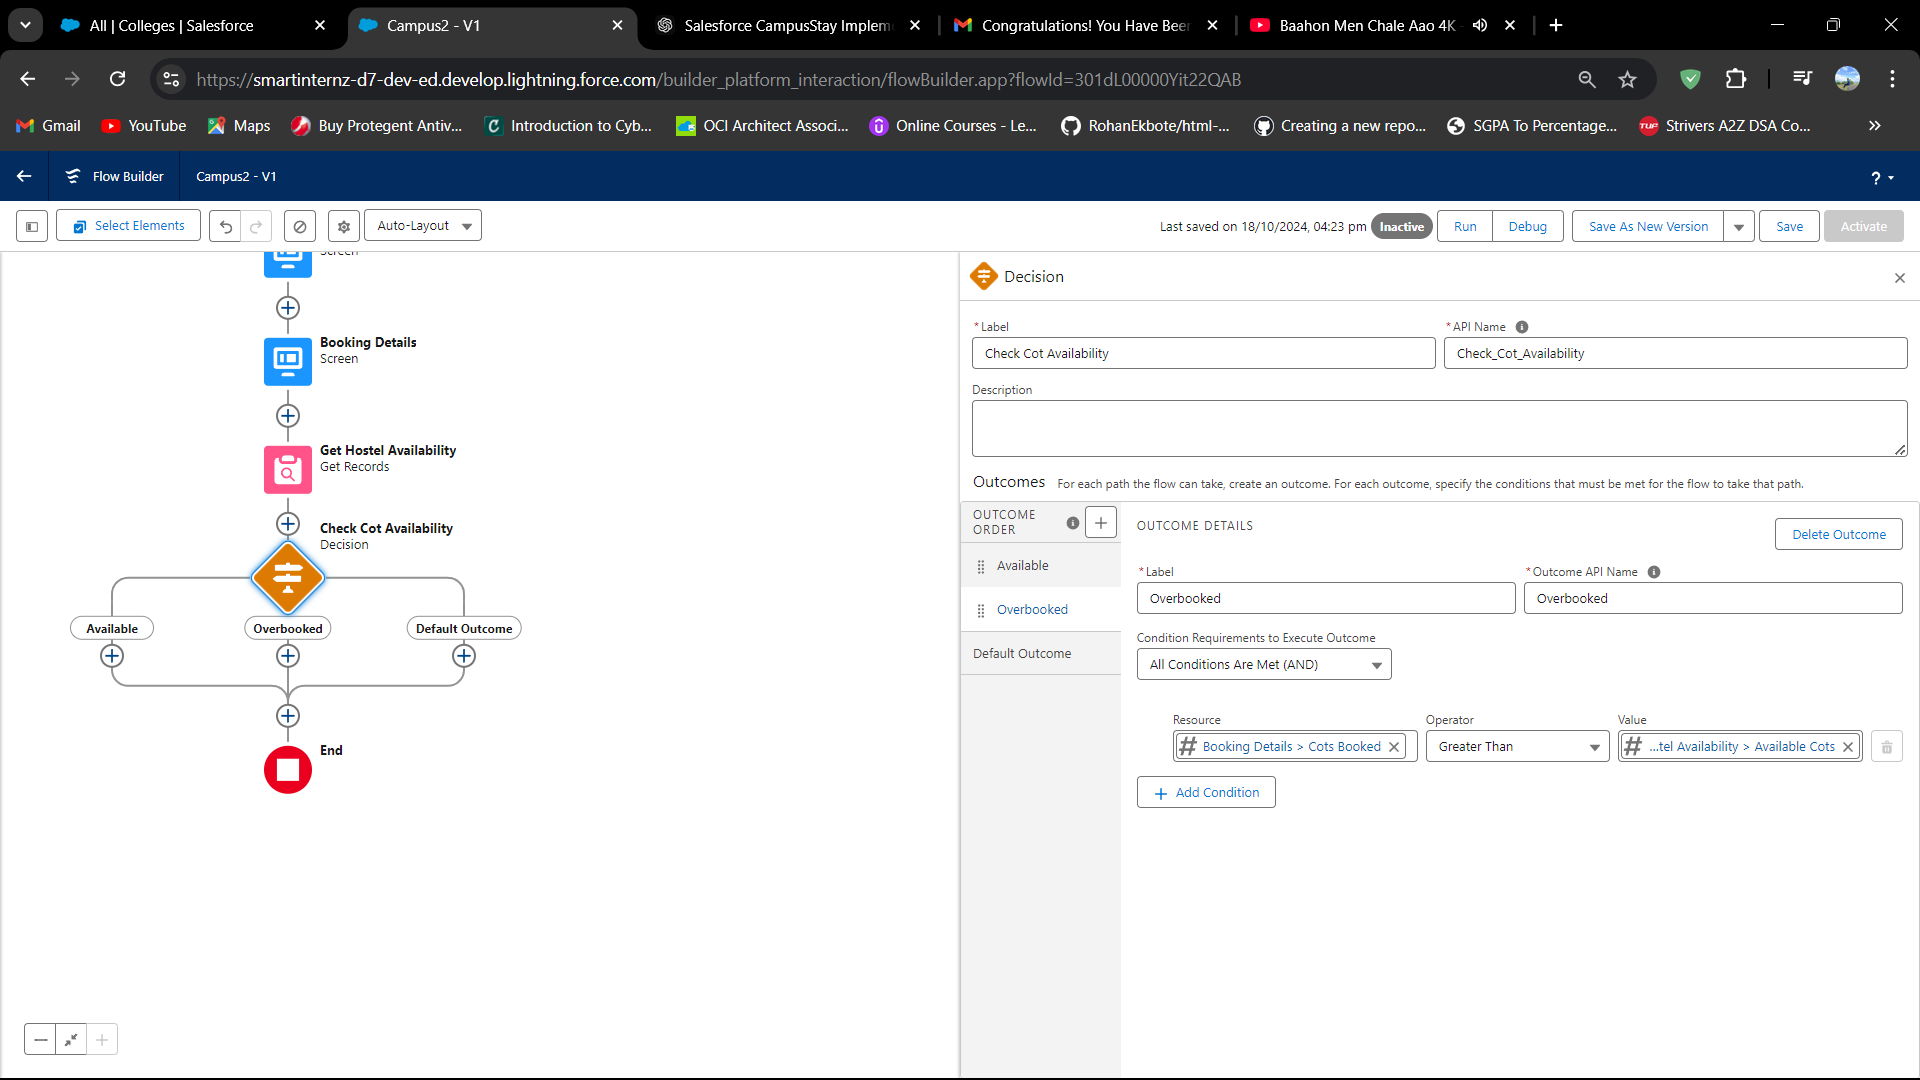 All | Colleges | Salesforce
Campus2 - V1
Salesforce CampusStay Implem
Congratulations! You Have Beer
Baahon Men Chale Aao 4K
https://smartinternz-d7-dev-ed.develop.lightning.force.com/builder_platform_interaction/flowBuilder.app?flowId=301dL00000Yit22QAB
Gmail
YouTube
Maps
Buy Protegent Antiv...
Introduction to Cyb...
OCI Architect Associ...
Online Courses - Le...
RohanEkbote/html-...
Creating a new repo...
SGPA To Percentage...
TUF
Strivers A2Z DSA Co...
Flow Builder
Campus2 - V1
?
Select Elements
Auto-Layout
Last saved on 18/10/2024, 04:23 pm
Inactive
Run
Debug
Save As New Version
Save
Activate
Screen
Booking Details
Screen
Get Hostel Availability
Get Records
Check Cot Availability
Decision
Available
Overbooked
Default Outcome
End
Decision
* Label
Check Cot Availability
* API Name
Check_Cot_Availability
Description
Outcomes For each path the flow can take, create an outcome. For each outcome, specify the conditions that must be met for the flow to take that path.
OUTCOME
ORDER
Available
Overbooked
Default Outcome
OUTCOME DETAILS
Delete Outcome
* Label
Overbooked
* Outcome API Name
Overbooked
Condition Requirements to Execute Outcome
All Conditions Are Met (AND)
Resource
Booking Details > Cots Booked
Operator
Greater Than
Value
...tel Availability > Available Cots
Add Condition